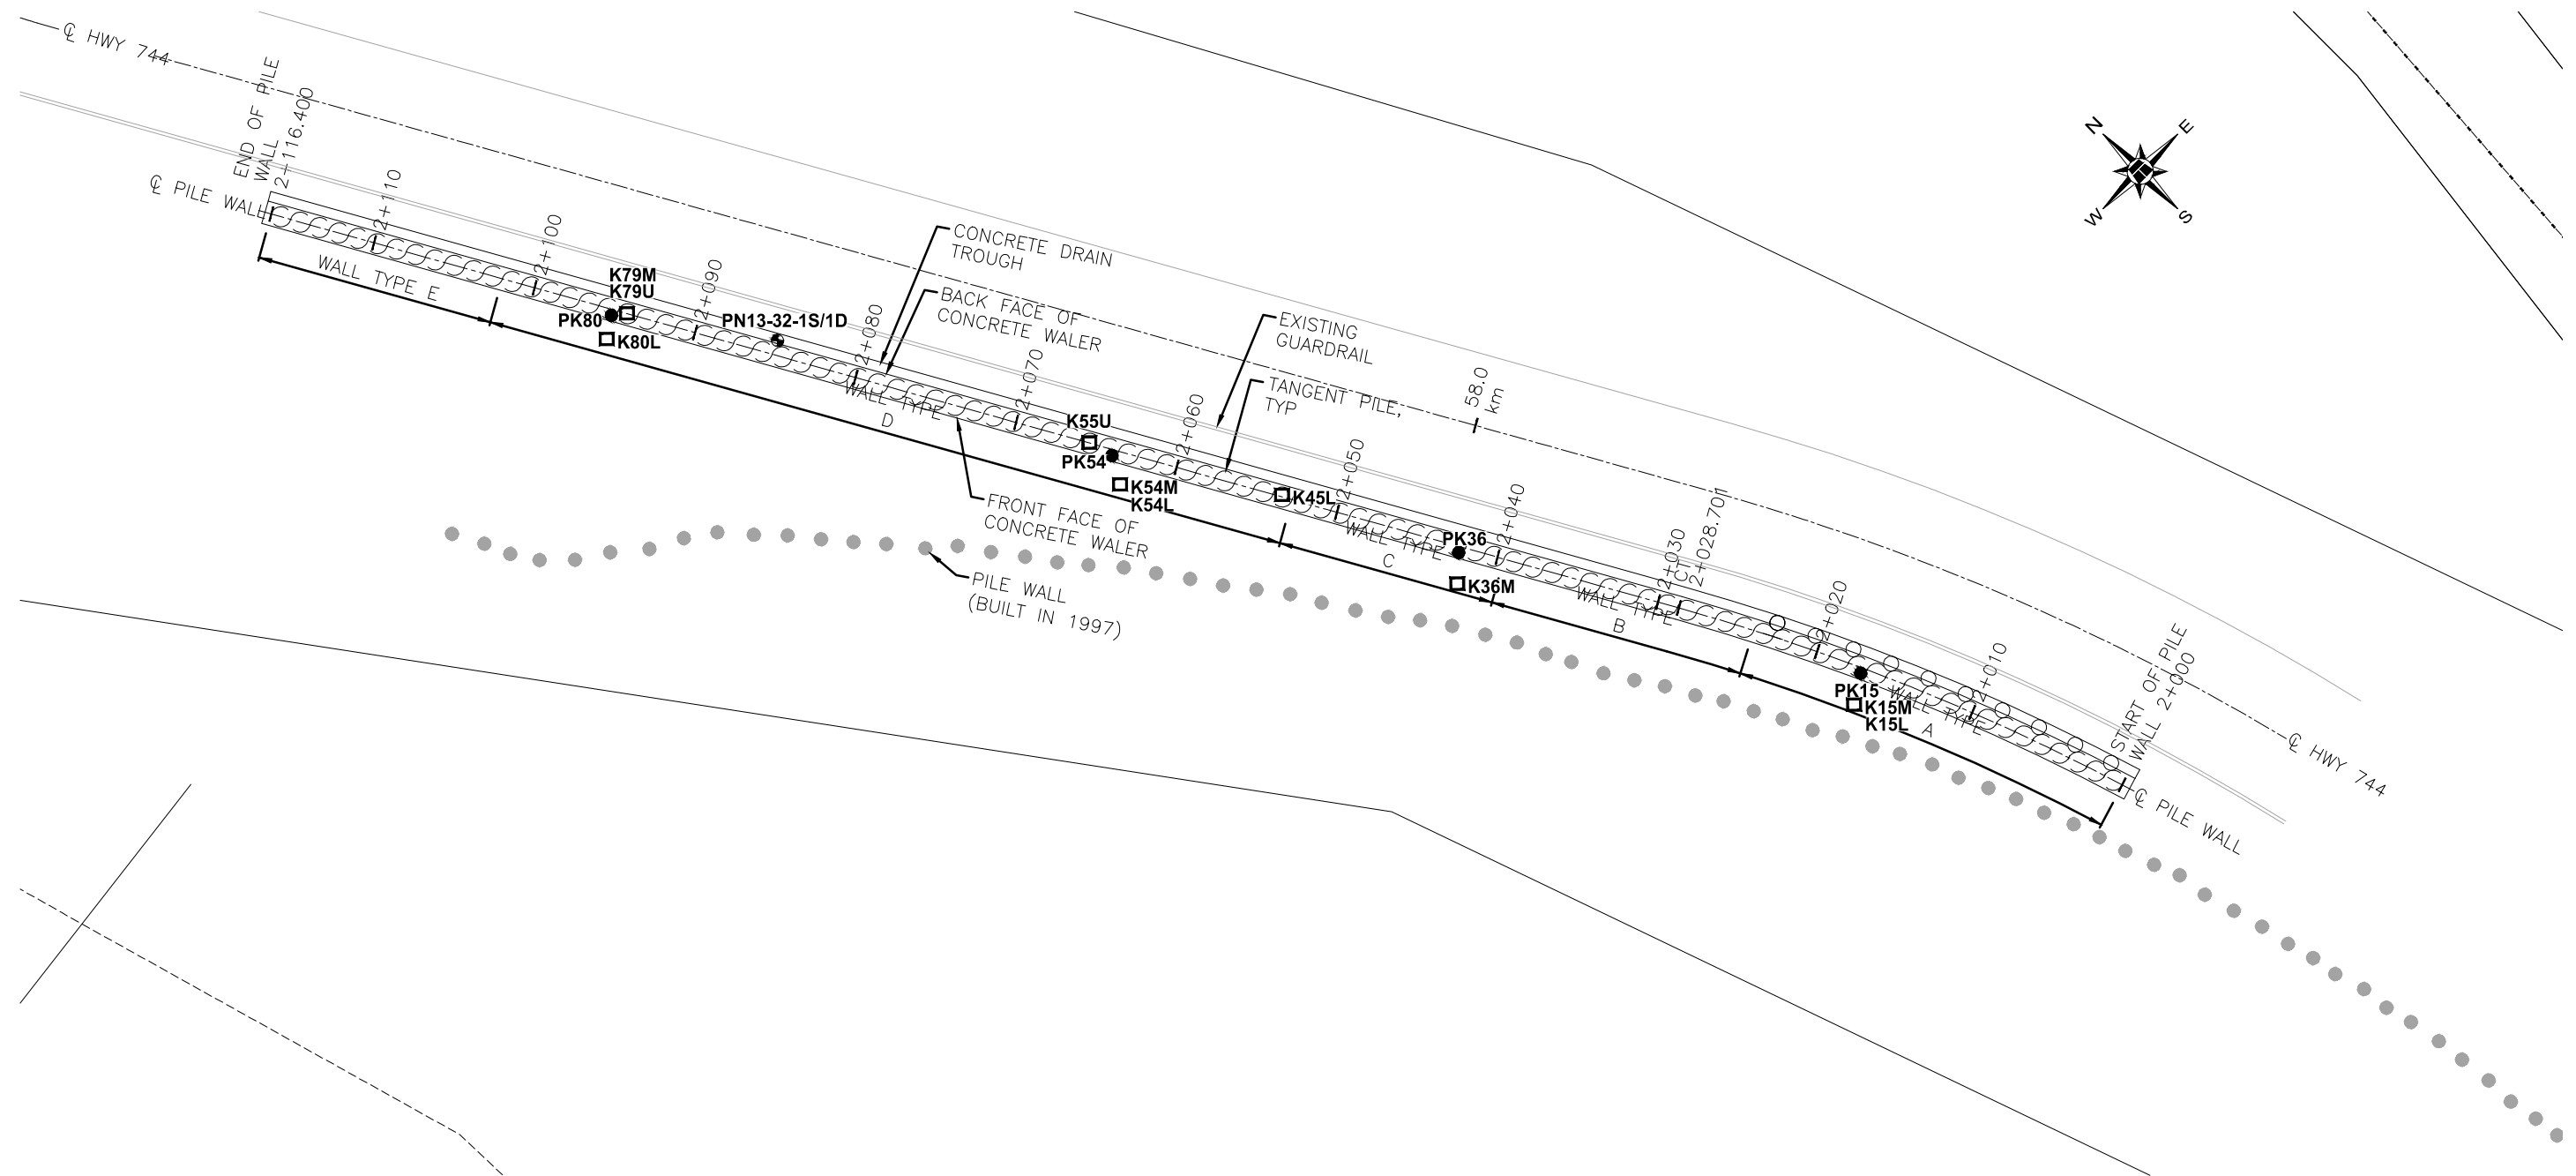 ℄ HWY 744
END OF PILE
WALL 2+116.400
℄ PILE WALL
2+110
2+100
2+090
2+080
2+070
2+060
2+050
2+040
2+030
CT
2+028.701
2+020
2+010
START OF PILE
WALL 2+000
℄ HWY 744
℄ PILE WALL
N
E
W
S
58.0
km
CONCRETE DRAIN
TROUGH
BACK FACE OF
CONCRETE WALER
EXISTING
GUARDRAIL
TANGENT PILE,
TYP
FRONT FACE OF
CONCRETE WALER
PILE WALL
(BUILT IN 1997)
WALL TYPE E
WALL TYPE
D
WALL TYPE
C
WALL TYPE
B
WALL TYPE
A
K79M
K79U
PK80
K80L
PN13-32-1S/1D
K55U
PK54
K54M
K54L
K45L
PK36
K36M
PK15
K15M
K15L